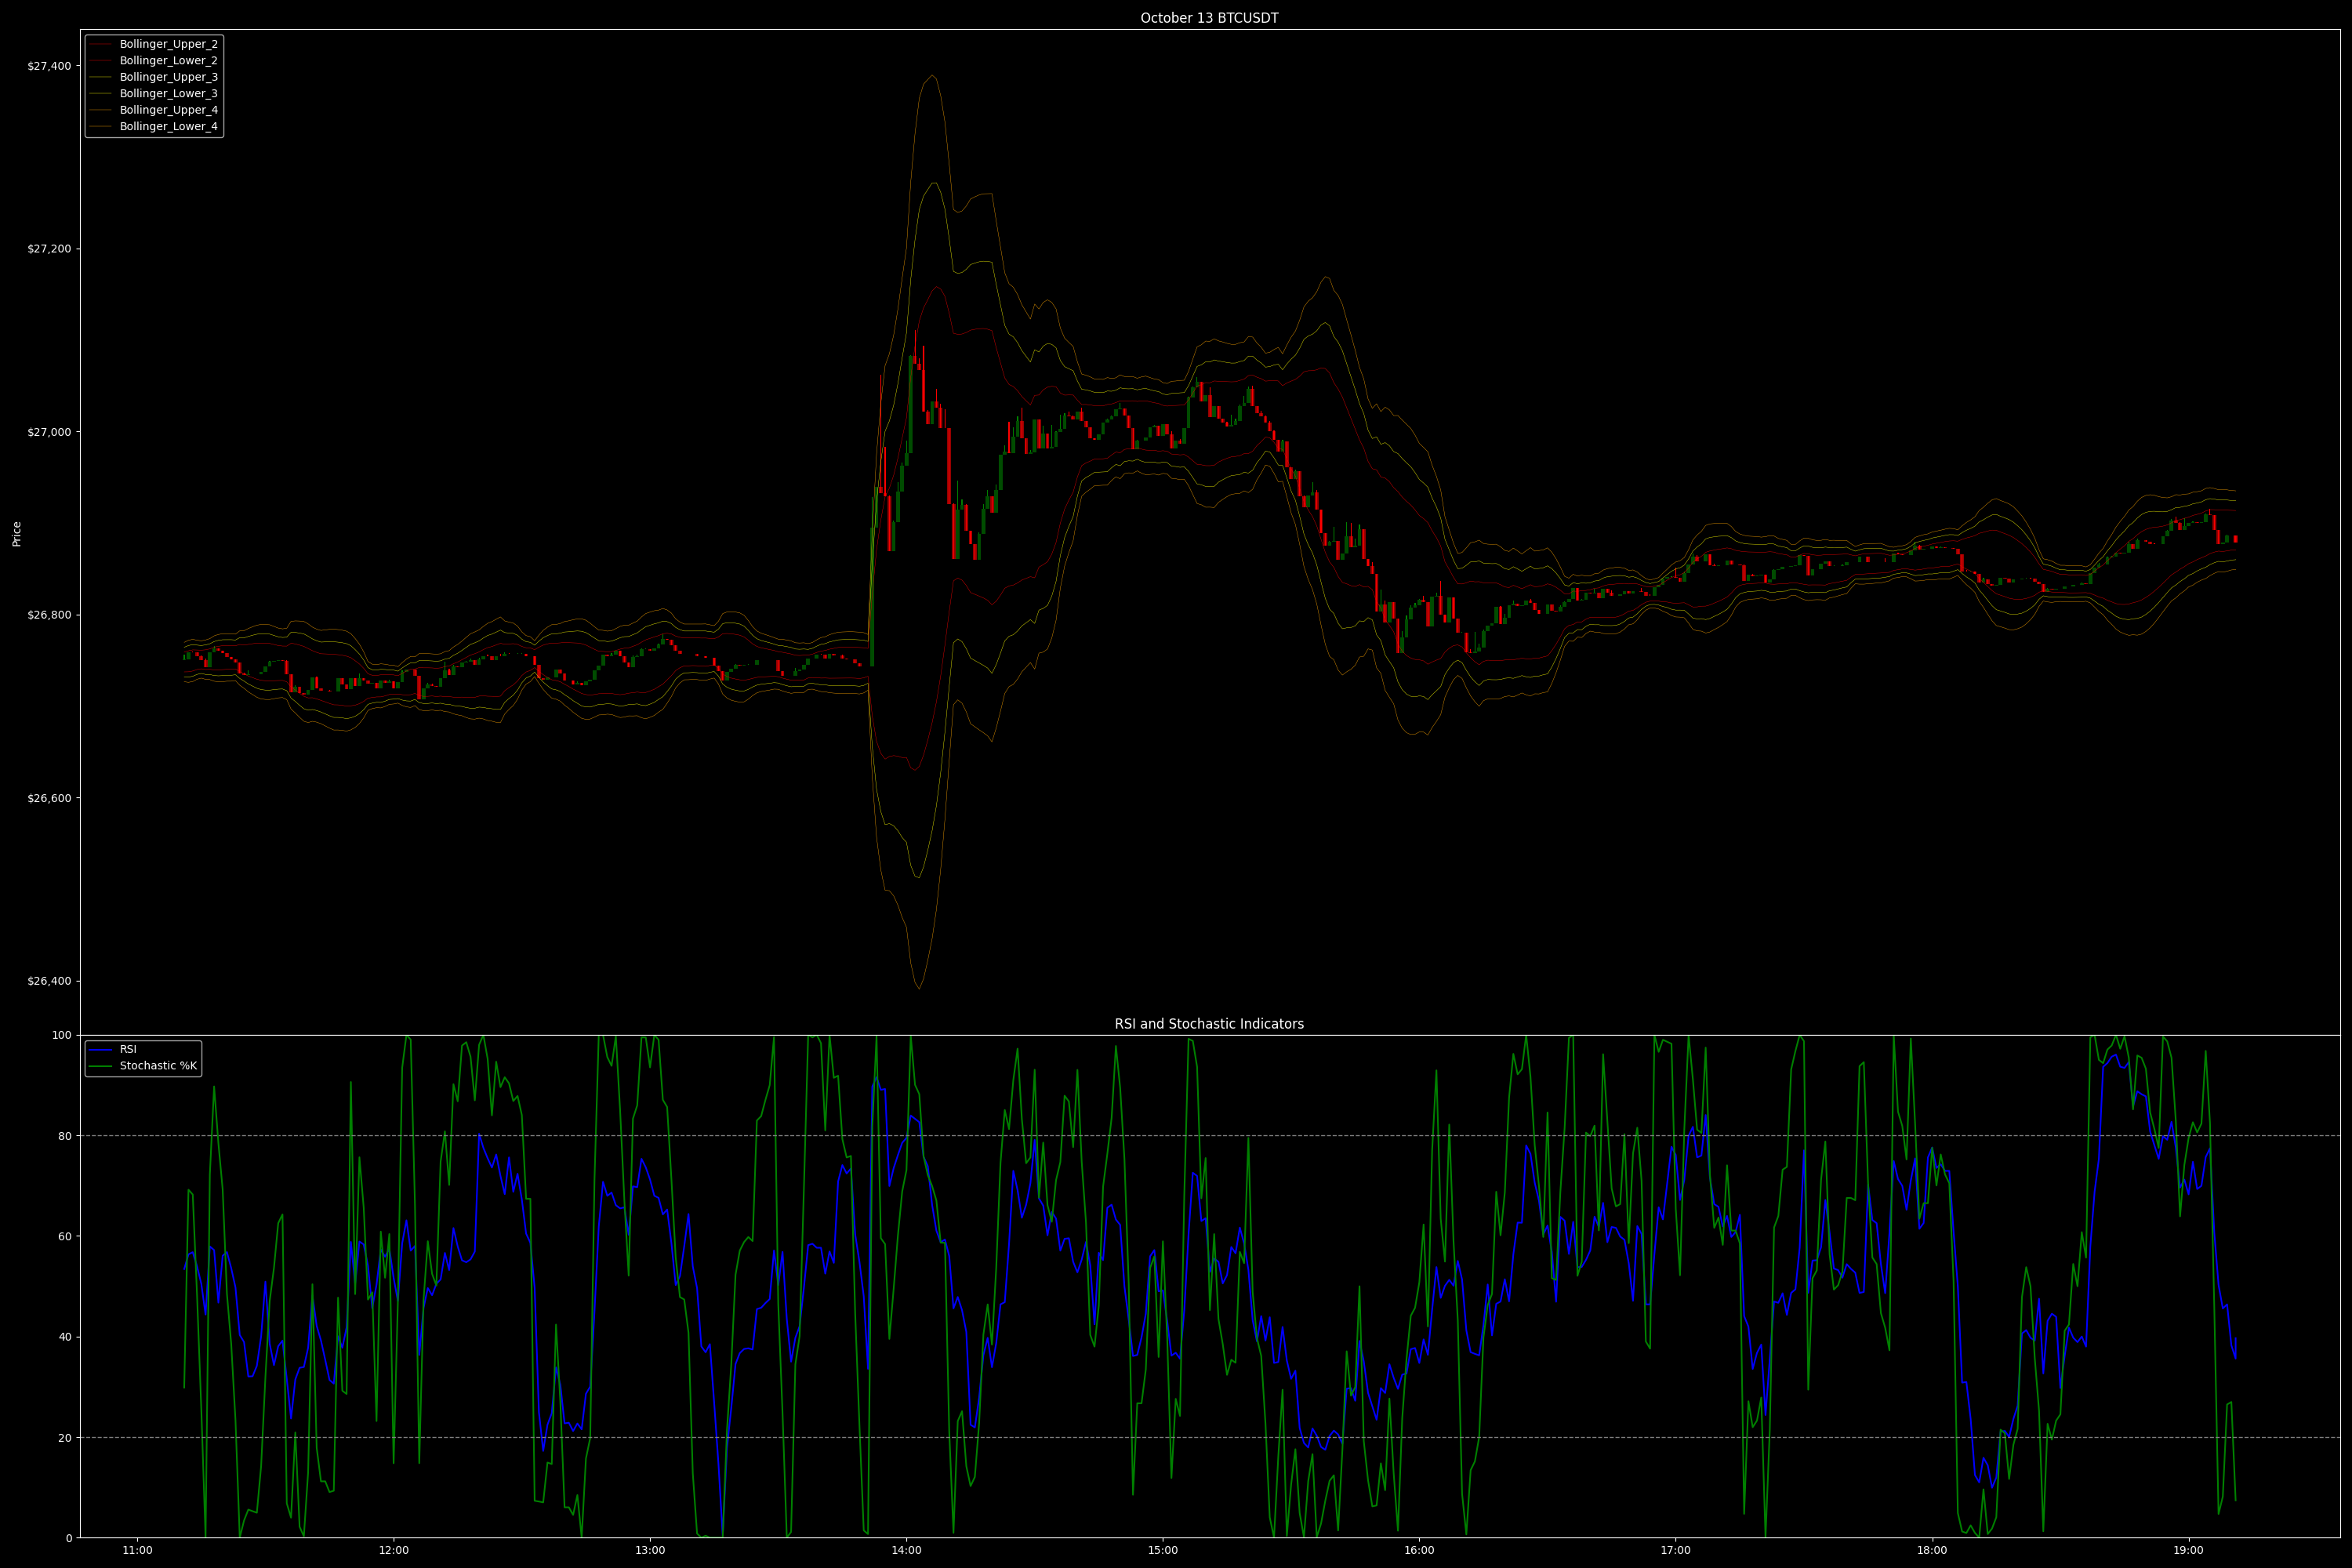 October 13 BTCUSDT
Bollinger_Upper_2
Bollinger_Lower_2
Bollinger_Upper_3
Bollinger_Lower_3
Bollinger_Upper_4
Bollinger_Lower_4
$27,400
$27,200
$27,000
$26,800
$26,600
$26,400
Price
RSI and Stochastic Indicators
RSI
Stochastic %K
100
80
60
40
20
0
11:00 12:00 13:00 14:00 15:00 16:00 17:00 18:00 19:00